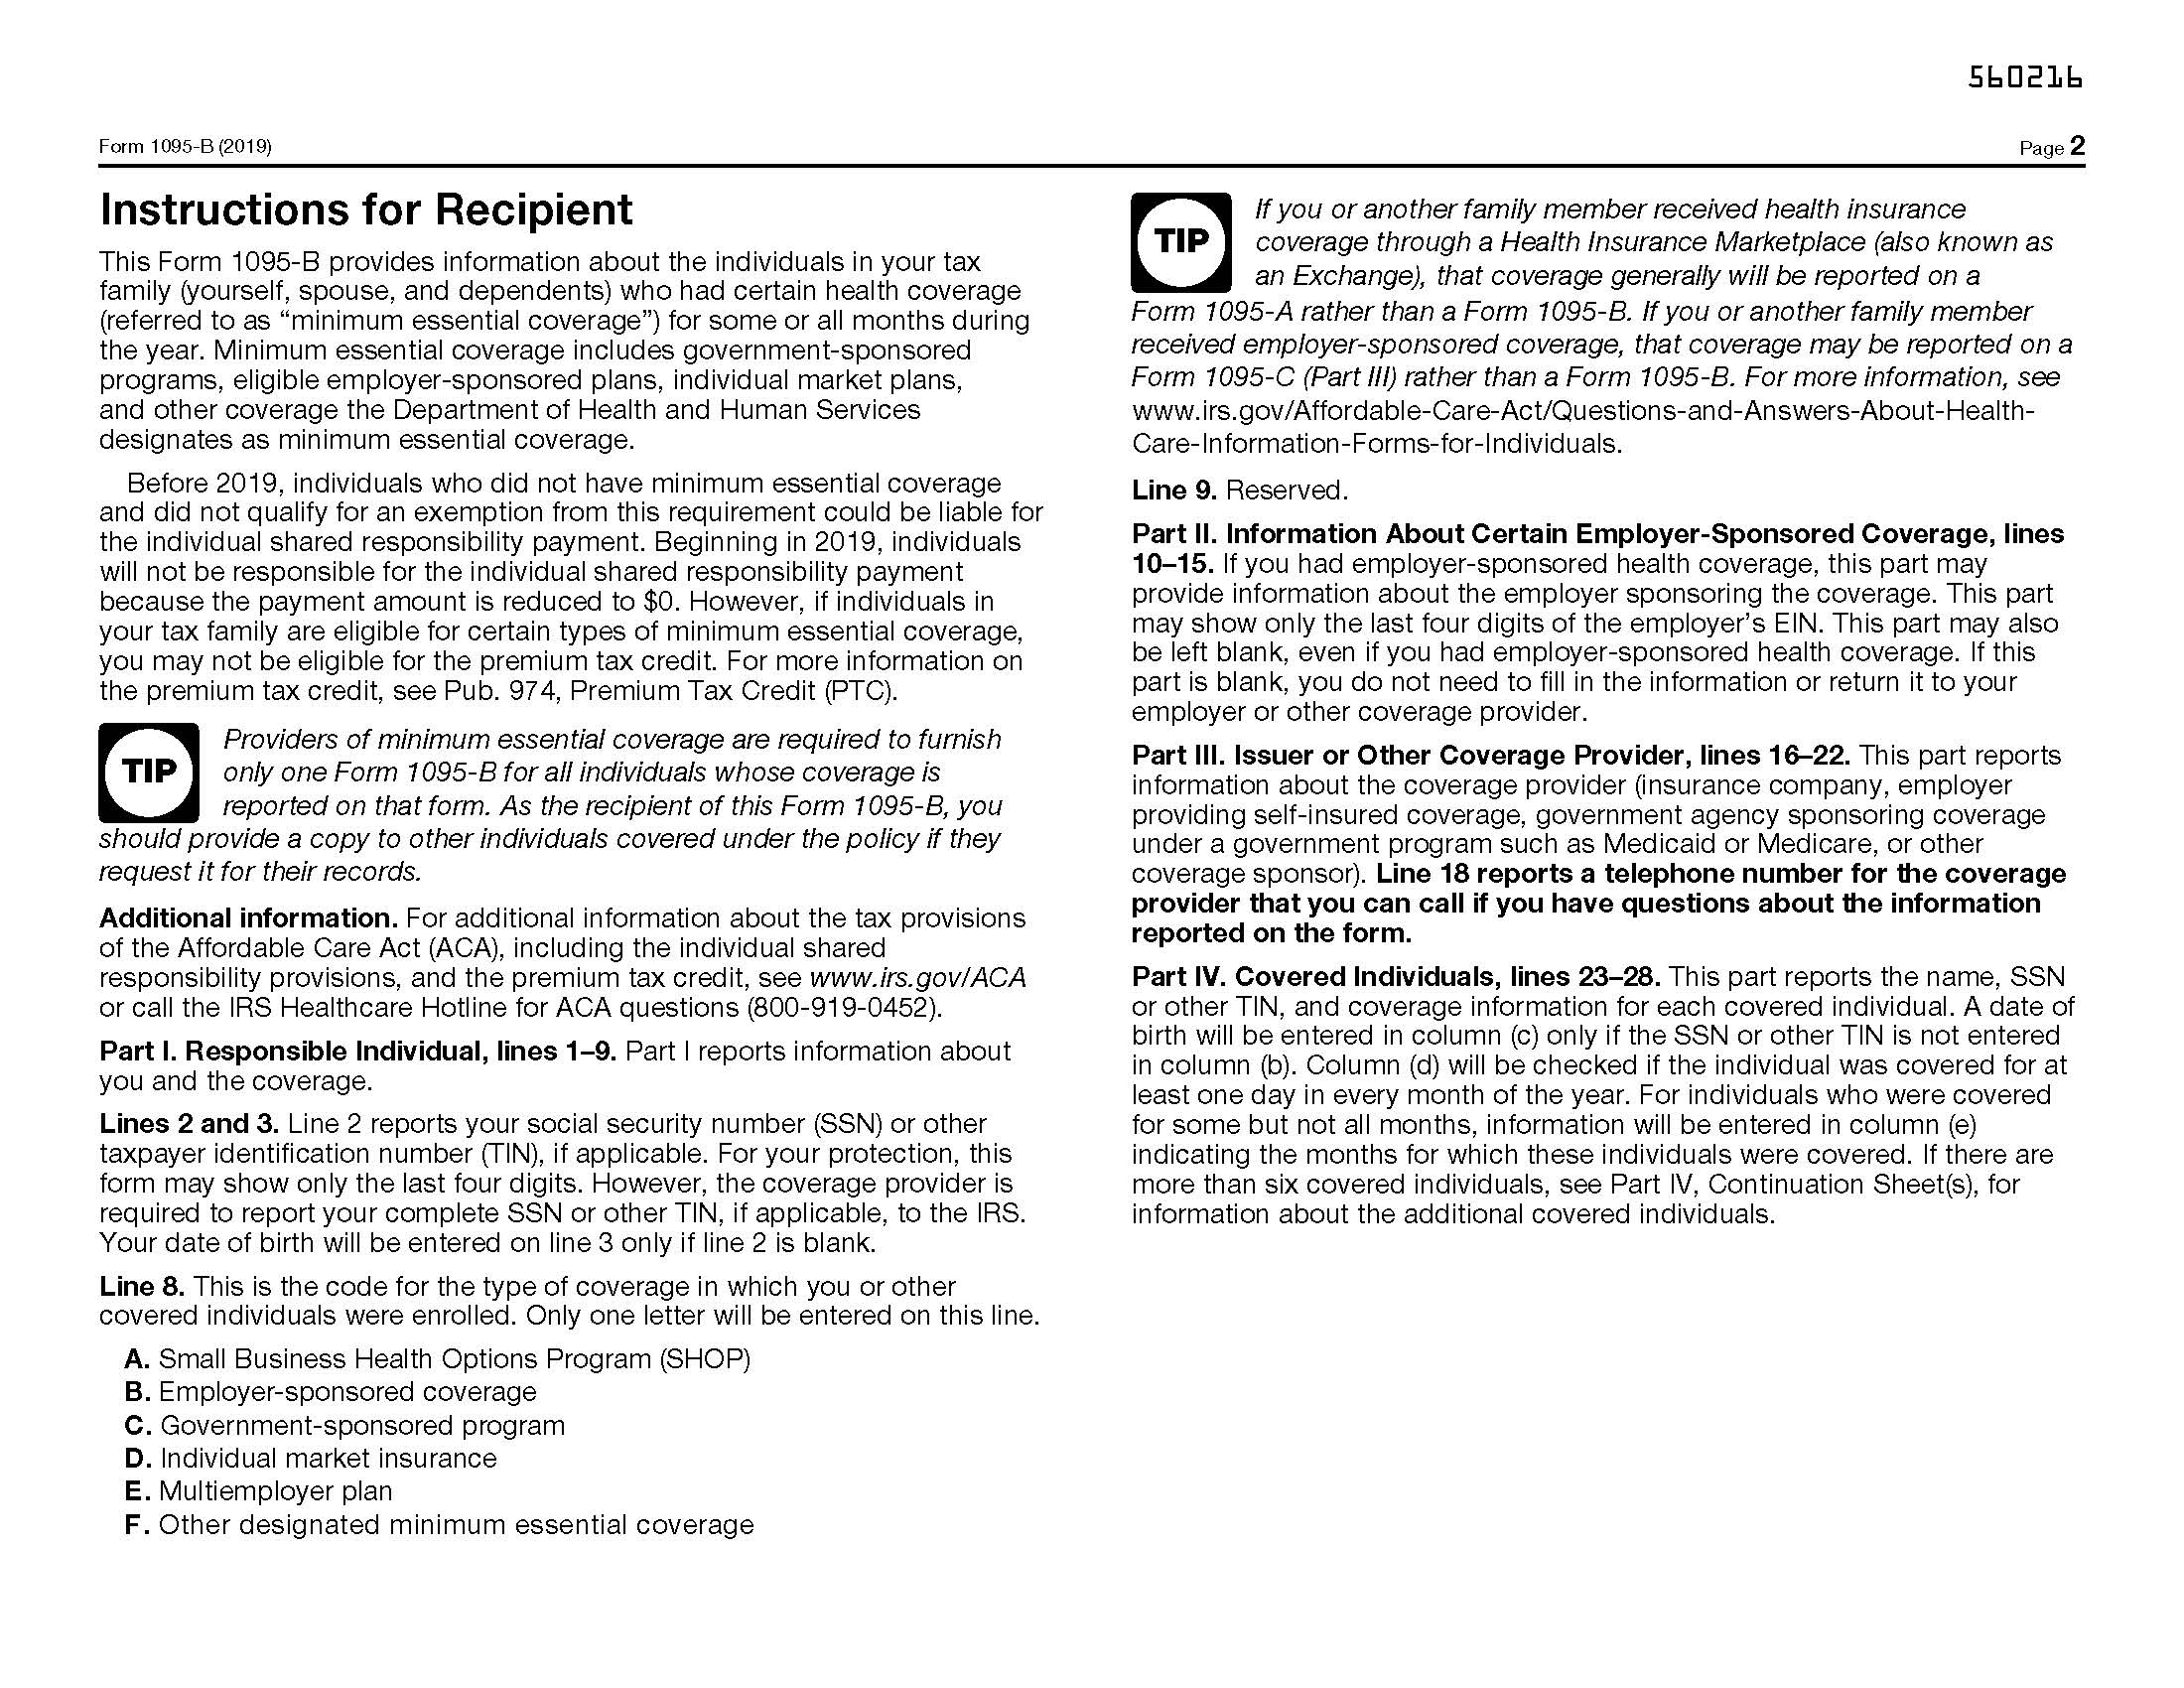 560216
Form 1095-B (2019)
Page 2
Instructions for Recipient
This Form 1095-B provides information about the individuals in your tax
family (yourself, spouse, and dependents) who had certain health coverage
(referred to as “minimum essential coverage”) for some or all months during
the year. Minimum essential coverage includes government-sponsored
programs, eligible employer-sponsored plans, individual market plans,
and other coverage the Department of Health and Human Services
designates as minimum essential coverage.
Before 2019, individuals who did not have minimum essential coverage
and did not qualify for an exemption from this requirement could be liable for
the individual shared responsibility payment. Beginning in 2019, individuals
will not be responsible for the individual shared responsibility payment
because the payment amount is reduced to $0. However, if individuals in
your tax family are eligible for certain types of minimum essential coverage,
you may not be eligible for the premium tax credit. For more information on
the premium tax credit, see Pub. 974, Premium Tax Credit (PTC).
TIP
Providers of minimum essential coverage are required to furnish
only one Form 1095-B for all individuals whose coverage is
reported on that form. As the recipient of this Form 1095-B, you
should provide a copy to other individuals covered under the policy if they
request it for their records.
Additional information. For additional information about the tax provisions
of the Affordable Care Act (ACA), including the individual shared
responsibility provisions, and the premium tax credit, see www.irs.gov/ACA
or call the IRS Healthcare Hotline for ACA questions (800-919-0452).
Part I. Responsible Individual, lines 1–9. Part I reports information about
you and the coverage.
Lines 2 and 3. Line 2 reports your social security number (SSN) or other
taxpayer identification number (TIN), if applicable. For your protection, this
form may show only the last four digits. However, the coverage provider is
required to report your complete SSN or other TIN, if applicable, to the IRS.
Your date of birth will be entered on line 3 only if line 2 is blank.
Line 8. This is the code for the type of coverage in which you or other
covered individuals were enrolled. Only one letter will be entered on this line.
A. Small Business Health Options Program (SHOP)
B. Employer-sponsored coverage
C. Government-sponsored program
D. Individual market insurance
E. Multiemployer plan
F. Other designated minimum essential coverage
TIP
If you or another family member received health insurance
coverage through a Health Insurance Marketplace (also known as
an Exchange), that coverage generally will be reported on a
Form 1095-A rather than a Form 1095-B. If you or another family member
received employer-sponsored coverage, that coverage may be reported on a
Form 1095-C (Part III) rather than a Form 1095-B. For more information, see
www.irs.gov/Affordable-Care-Act/Questions-and-Answers-About-Health-
Care-Information-Forms-for-Individuals.
Line 9. Reserved.
Part II. Information About Certain Employer-Sponsored Coverage, lines
10–15. If you had employer-sponsored health coverage, this part may
provide information about the employer sponsoring the coverage. This part
may show only the last four digits of the employer’s EIN. This part may also
be left blank, even if you had employer-sponsored health coverage. If this
part is blank, you do not need to fill in the information or return it to your
employer or other coverage provider.
Part III. Issuer or Other Coverage Provider, lines 16–22. This part reports
information about the coverage provider (insurance company, employer
providing self-insured coverage, government agency sponsoring coverage
under a government program such as Medicaid or Medicare, or other
coverage sponsor). Line 18 reports a telephone number for the coverage
provider that you can call if you have questions about the information
reported on the form.
Part IV. Covered Individuals, lines 23–28. This part reports the name, SSN
or other TIN, and coverage information for each covered individual. A date of
birth will be entered in column (c) only if the SSN or other TIN is not entered
in column (b). Column (d) will be checked if the individual was covered for at
least one day in every month of the year. For individuals who were covered
for some but not all months, information will be entered in column (e)
indicating the months for which these individuals were covered. If there are
more than six covered individuals, see Part IV, Continuation Sheet(s), for
information about the additional covered individuals.